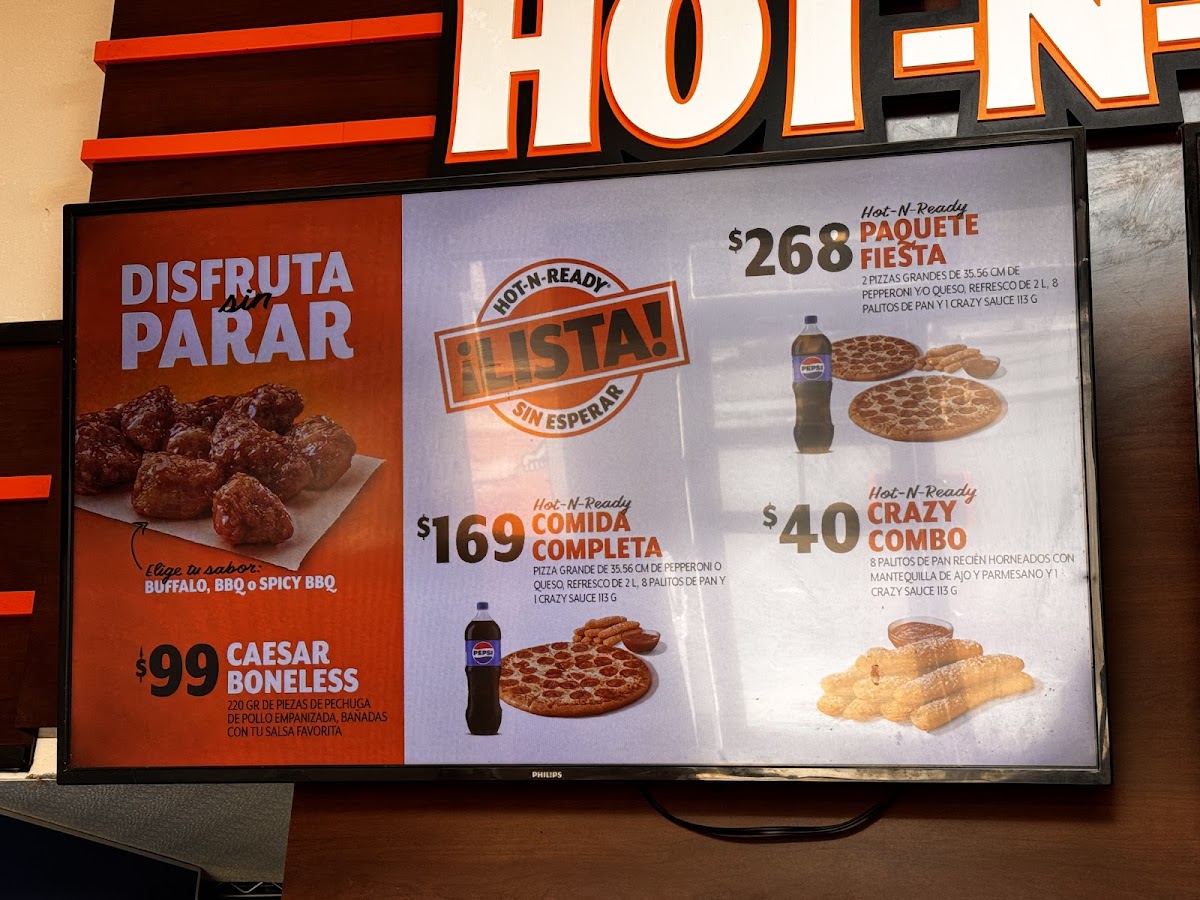 HOT-N-
DISFRUTA
sin
PARAR
Elige tu sabor:
BUFFALO, BBQ o SPICY BBQ
$99
CAESAR
BONELESS
220 GR DE PIEZAS DE PECHUGA
DE POLLO EMPANIZADA, BAÑADAS
CON TU SALSA FAVORITA
HOT-N-READY
¡LISTA!
SIN ESPERAR
$268
Hot-N-Ready
PAQUETE
FIESTA
2 PIZZAS GRANDES DE 35.56 CM DE
PEPPERONI Y/O QUESO, REFRESCO DE 2 L, 8
PALITOS DE PAN Y 1 CRAZY SAUCE 113 G
PEPSI
$169
Hot-N-Ready
COMIDA
COMPLETA
PIZZA GRANDE DE 35.56 CM DE PEPPERONI O
QUESO, REFRESCO DE 2 L, 8 PALITOS DE PAN Y
1 CRAZY SAUCE 113 G
PEPSI
$40
Hot-N-Ready
CRAZY
COMBO
8 PALITOS DE PAN RECIÉN HORNEADOS CON
MANTEQUILLA DE AJO Y PARMESANO Y 1
CRAZY SAUCE 113 G
PHILIPS